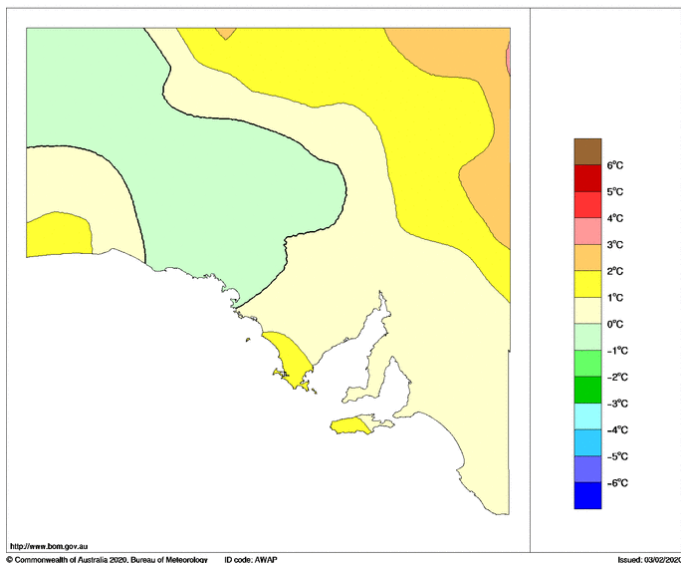 6°C
5°C
4°C
3°C
2°C
1°C
0°C
-1°C
-2°C
-3°C
-4°C
-5°C
-6°C
http://www.bom.gov.au
© Commonwealth of Australia 2020, Bureau of Meteorology ID code: AWAP Issued: 03/02/2020